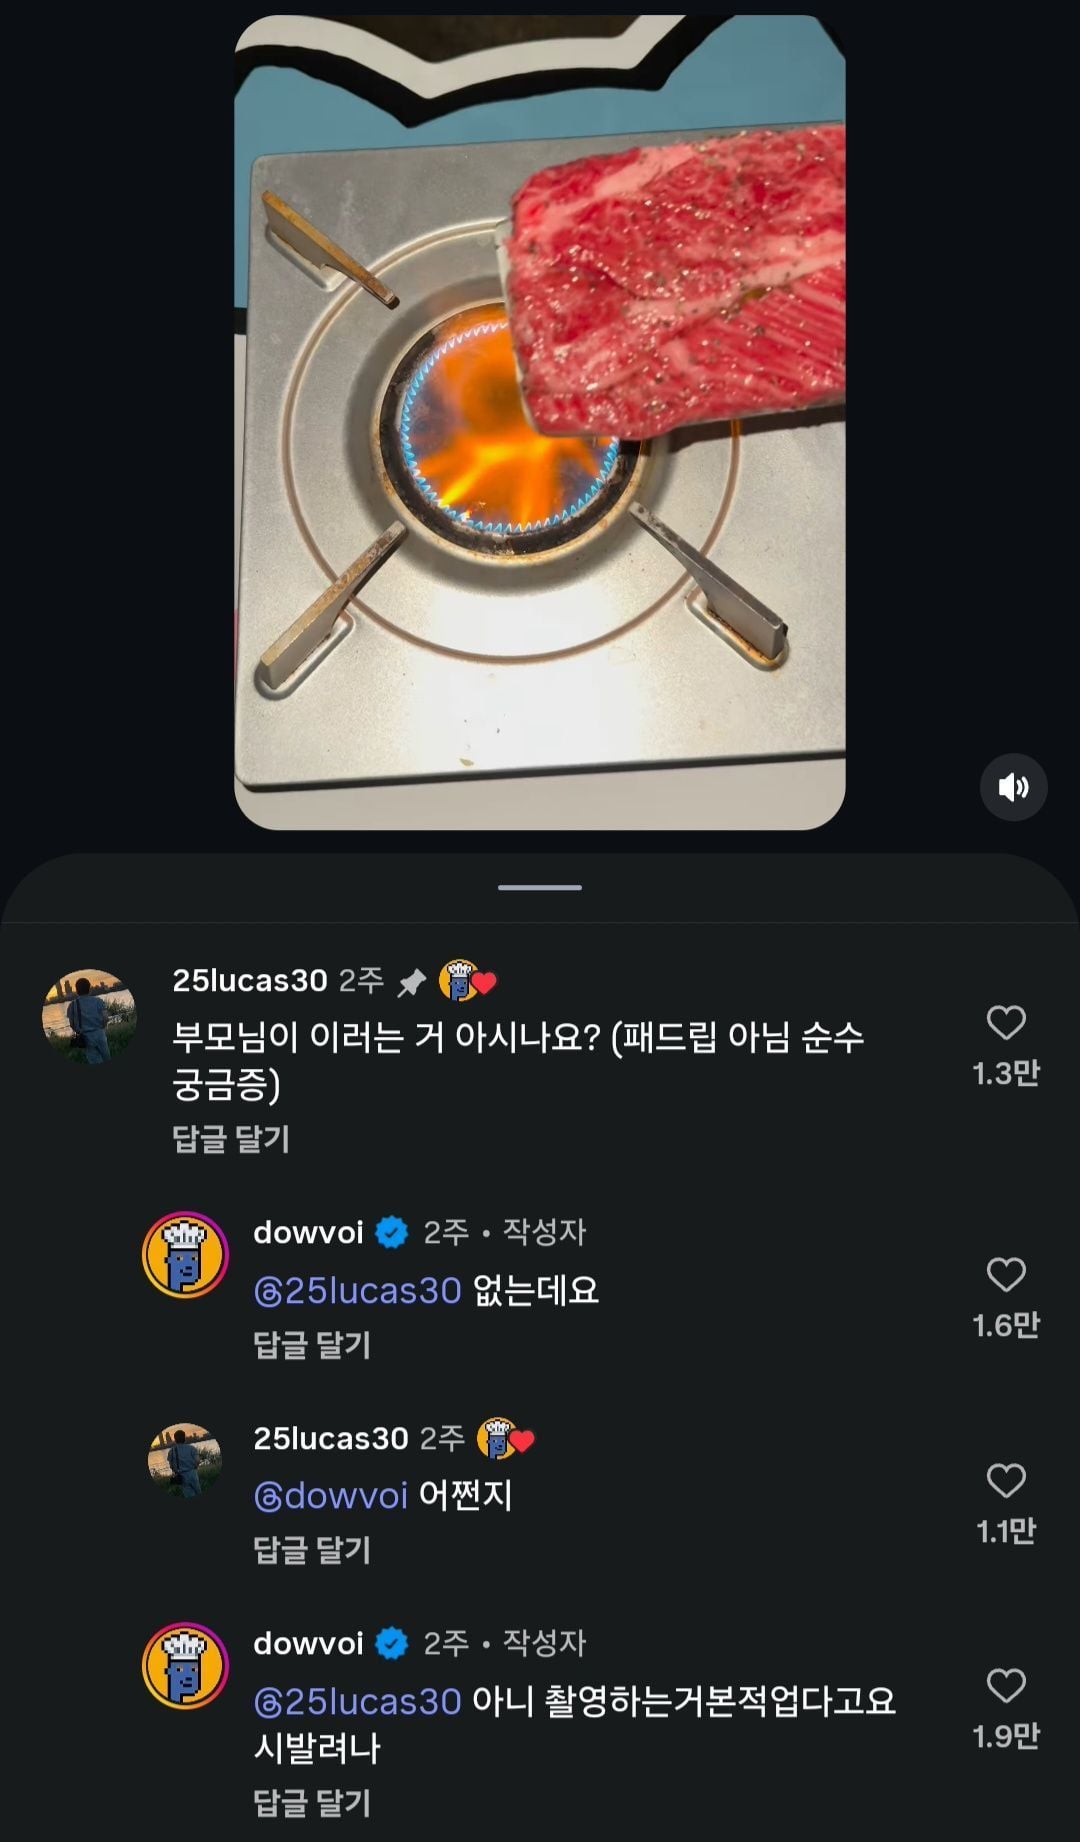 25lucas30 2주
부모님이 이러는 거 아시나요? (패드립 아님 순수
궁금증)
답글 달기
1.3만
dowvoi 2주 • 작성자
@25lucas30 없는데요
답글 달기
1.6만
25lucas30 2주
@dowvoi 어쩐지
답글 달기
1.1만
dowvoi 2주 • 작성자
@25lucas30 아니 촬영하는거본적업다고요
시발려나
답글 달기
1.9만